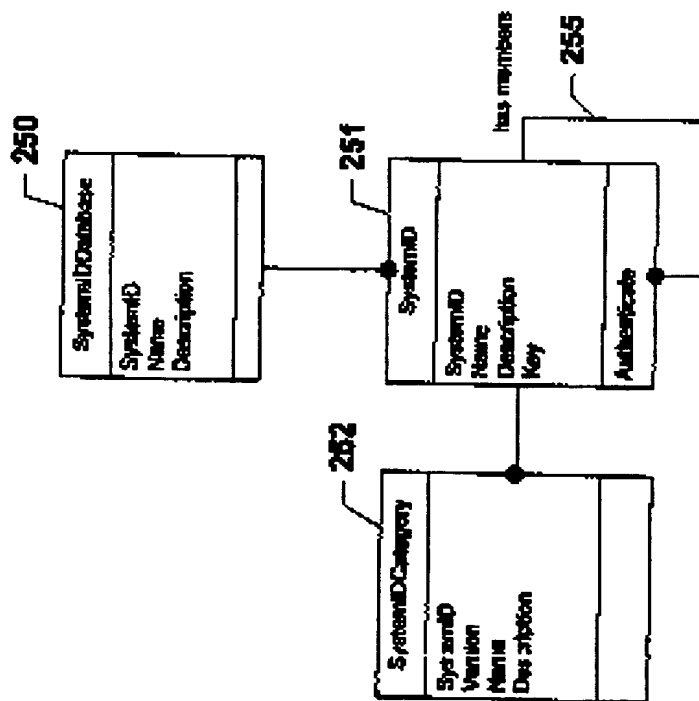 250
SystemIDDatabase
SystemID
Name
Description
251
SystemID
SystemID
Name
Description
Key
Authenticate
has members
255
252
SystemIDCategory
SystemID
Version
Name
Description